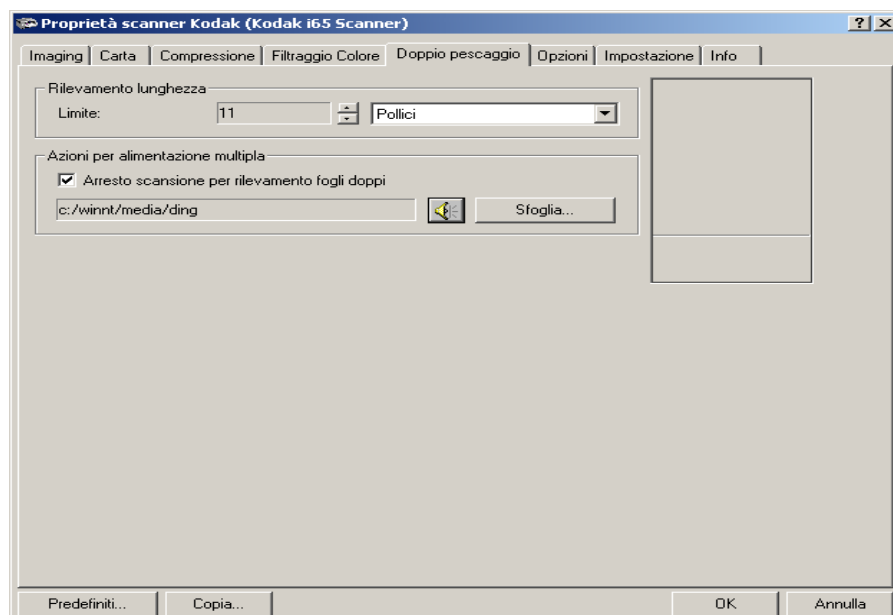 Proprietà scanner Kodak (Kodak i65 Scanner)
Imaging Carta Compressione Filtraggio Colore Doppio pescaggio Opzioni Impostazione Info
Rilevamento lunghezza
Limite: 11 Pollici
Azioni per alimentazione multipla
Arresto scansione per rilevamento fogli doppi
c:/winnt/media/ding Sfoglia...
Predefiniti... Copia... OK Annulla